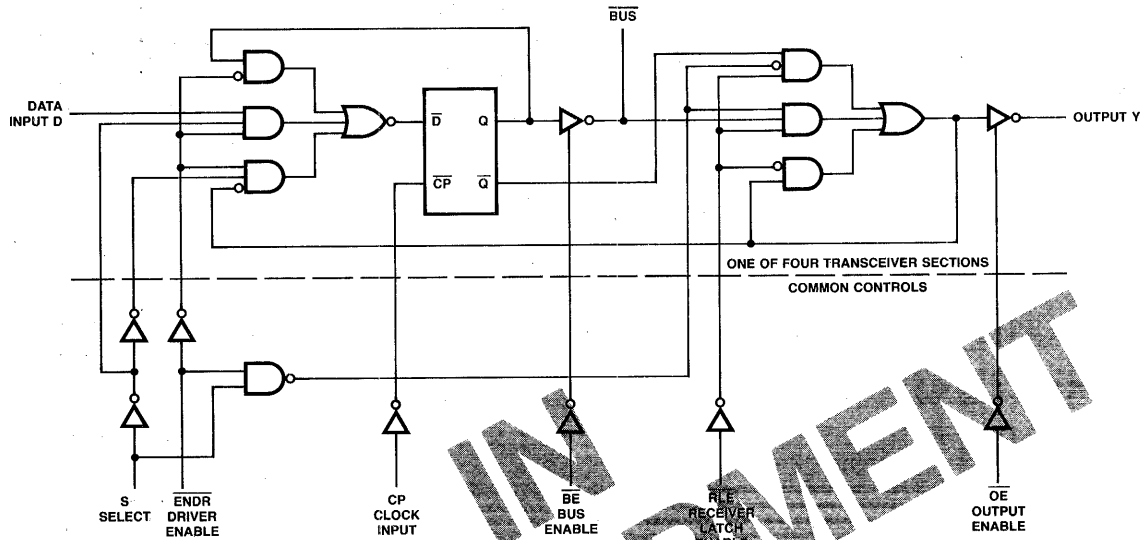 BUS
DATA
INPUT D
D
Q
CP
Q
OUTPUT Y
ONE OF FOUR TRANSCEIVER SECTIONS
COMMON CONTROLS
S
SELECT
ENDR
DRIVER
ENABLE
CP
CLOCK
INPUT
BE
BUS
ENABLE
RLE
RECEIVER
LATCH
OE
OUTPUT
ENABLE
IN